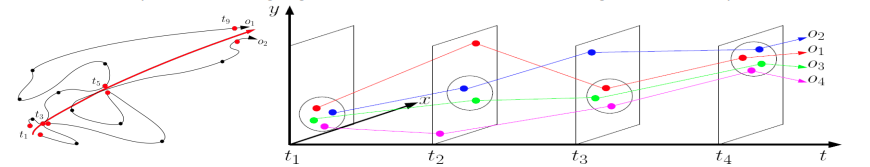 t₉ o₁
o₂
t₅
t₃
t₁
y
o₂
o₁
o₃
o₄
x
t₁ t₂ t₃ t₄ t